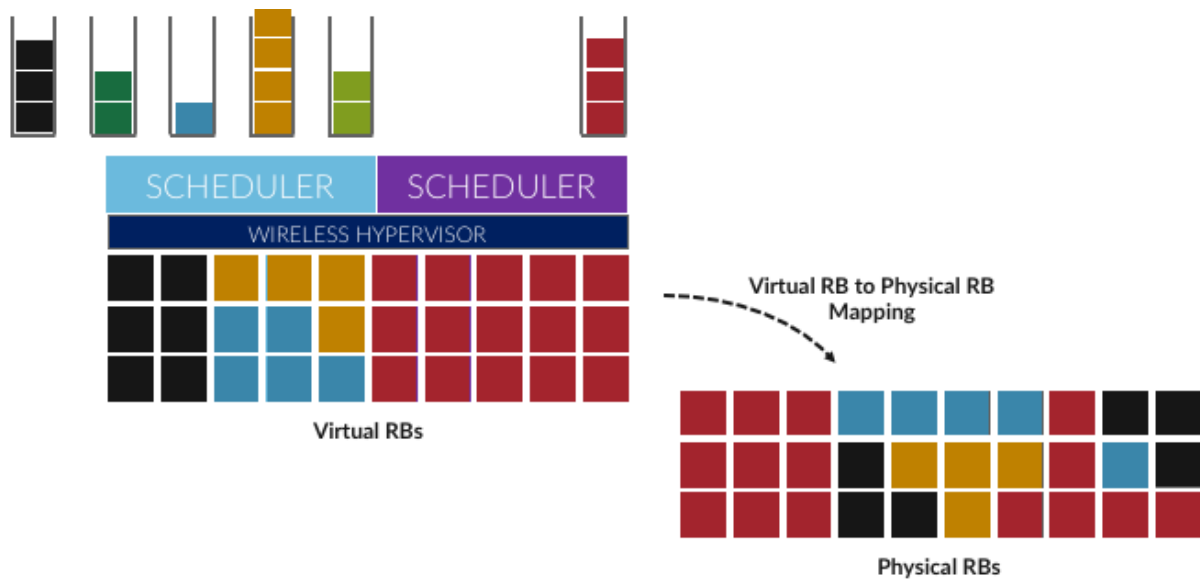 SCHEDULER
SCHEDULER
WIRELESS HYPERVISOR
Virtual RB to Physical RB
Mapping
Virtual RBs
Physical RBs